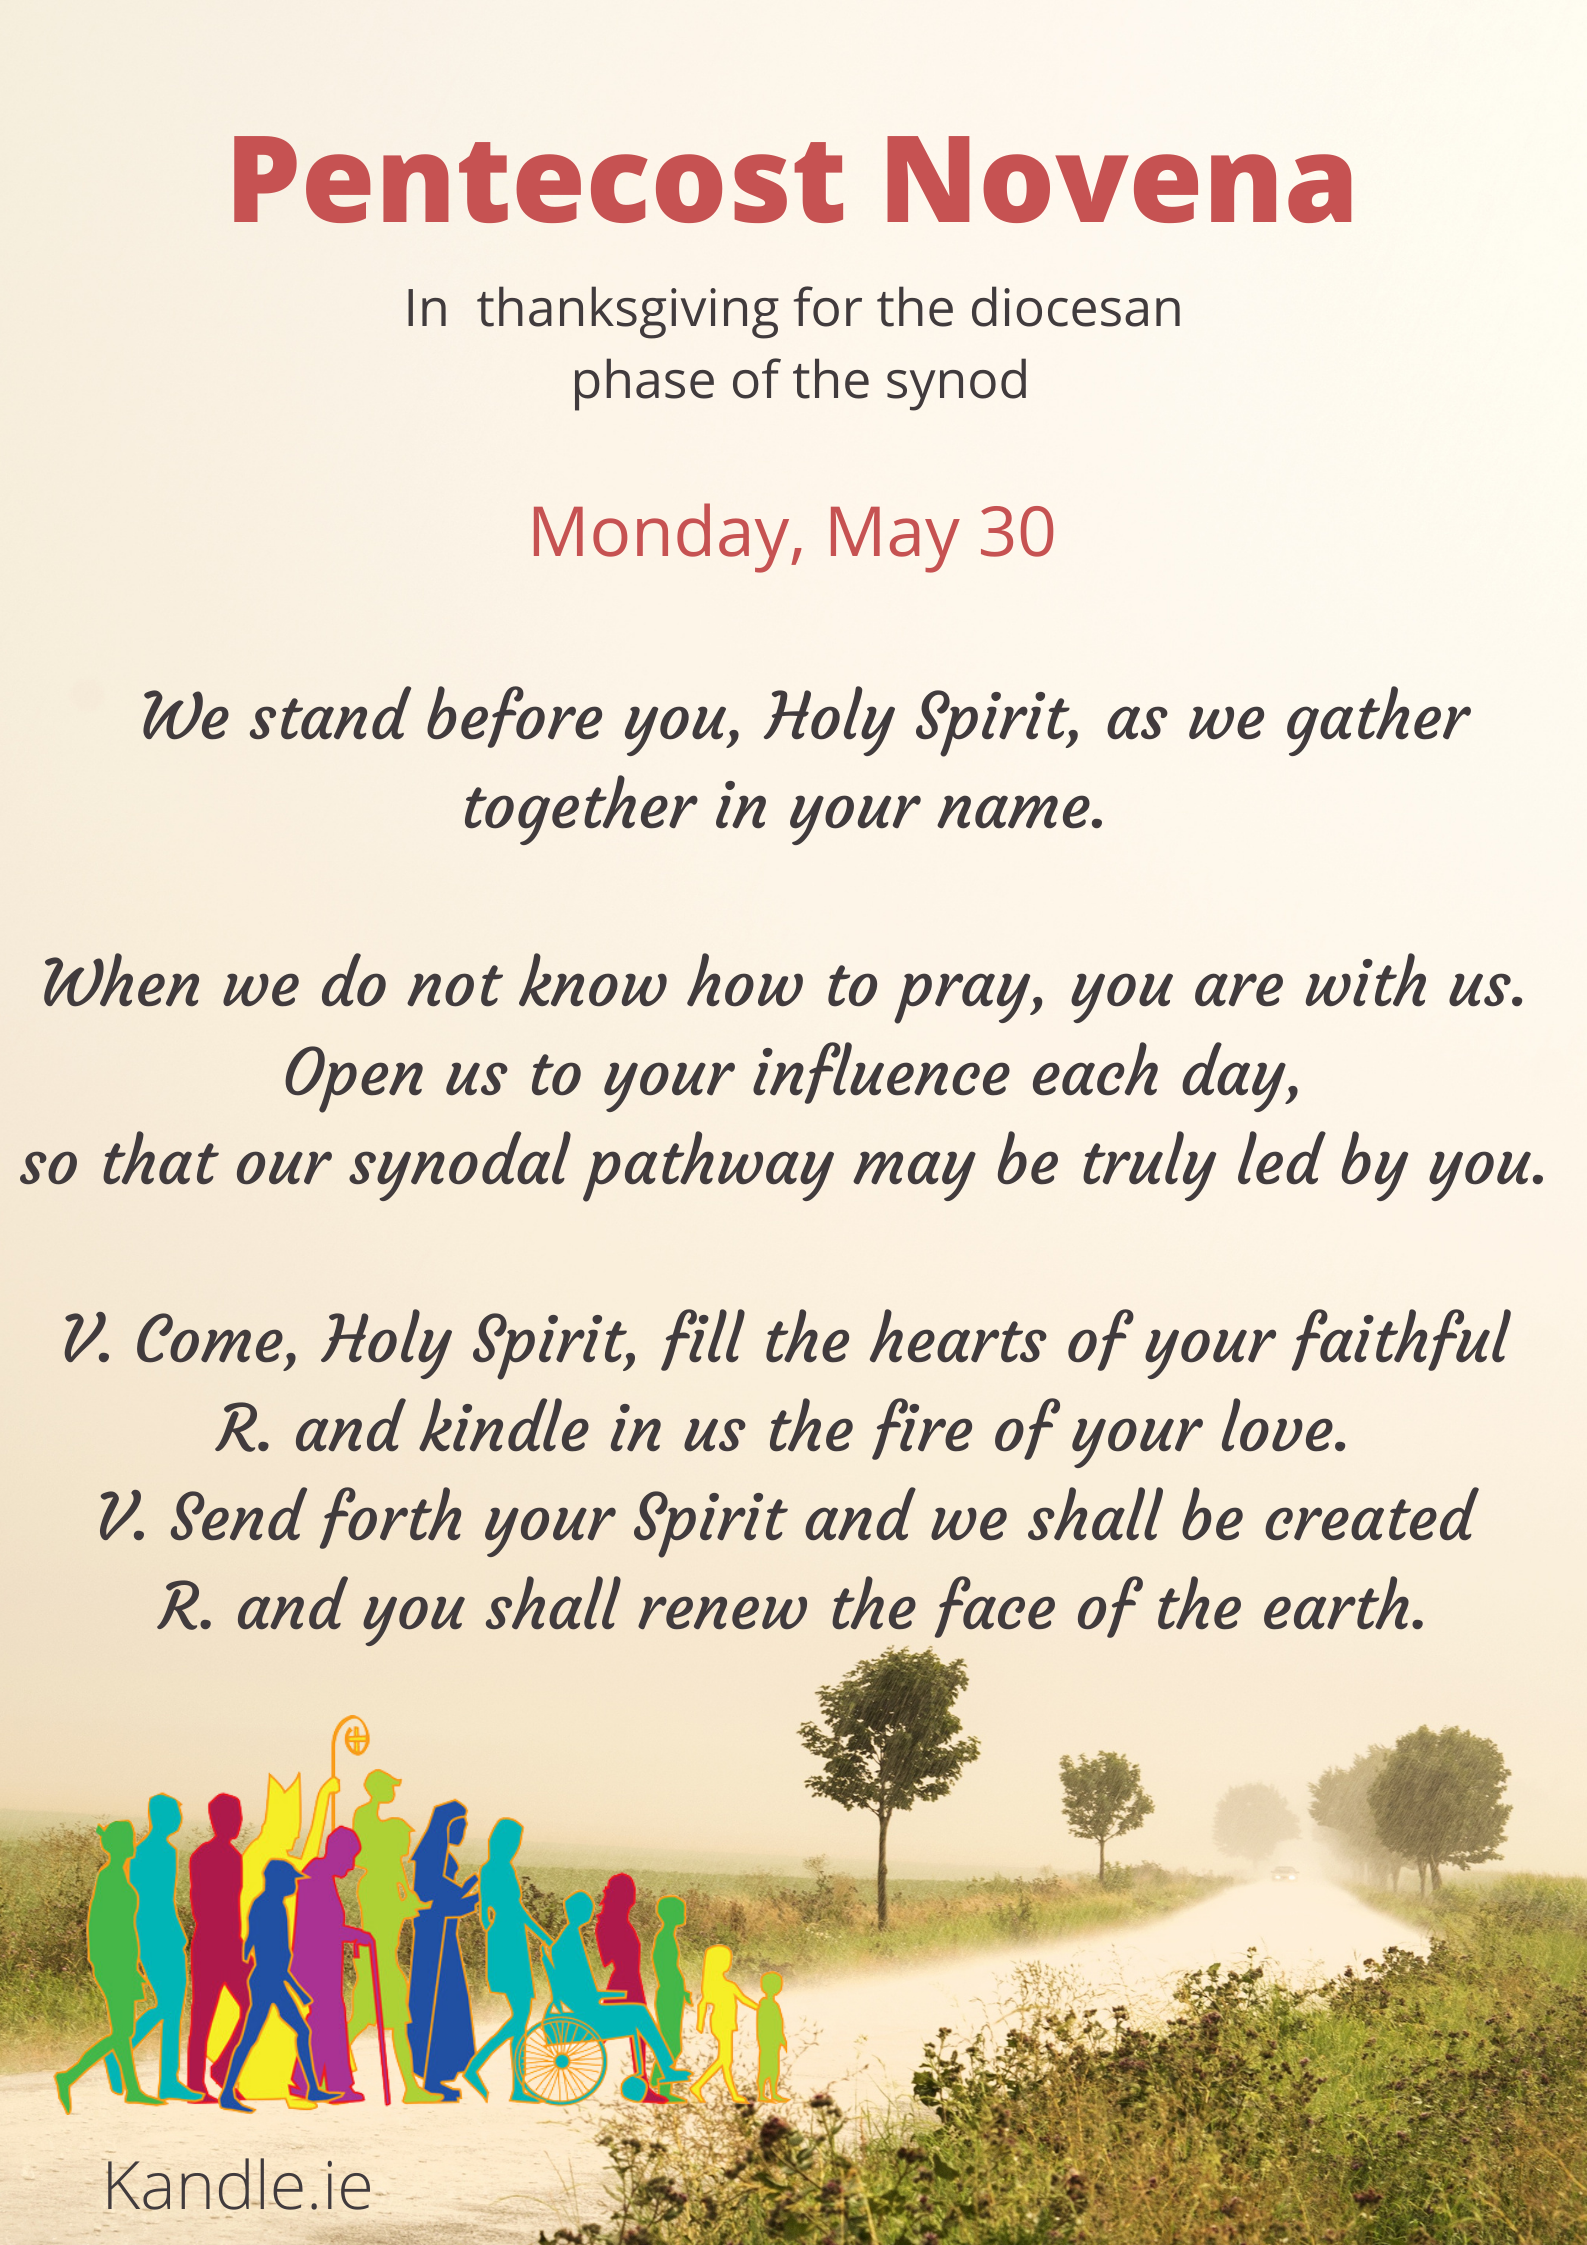 Pentecost Novena
In thanksgiving for the diocesan
phase of the synod
Monday, May 30
We stand before you, Holy Spirit, as we gather
together in your name.
When we do not know how to pray, you are with us.
Open us to your influence each day,
so that our synodal pathway may be truly led by you.
V. Come, Holy Spirit, fill the hearts of your faithful
R. and kindle in us the fire of your love.
V. Send forth your Spirit and we shall be created
R. and you shall renew the face of the earth.
Kandle.ie